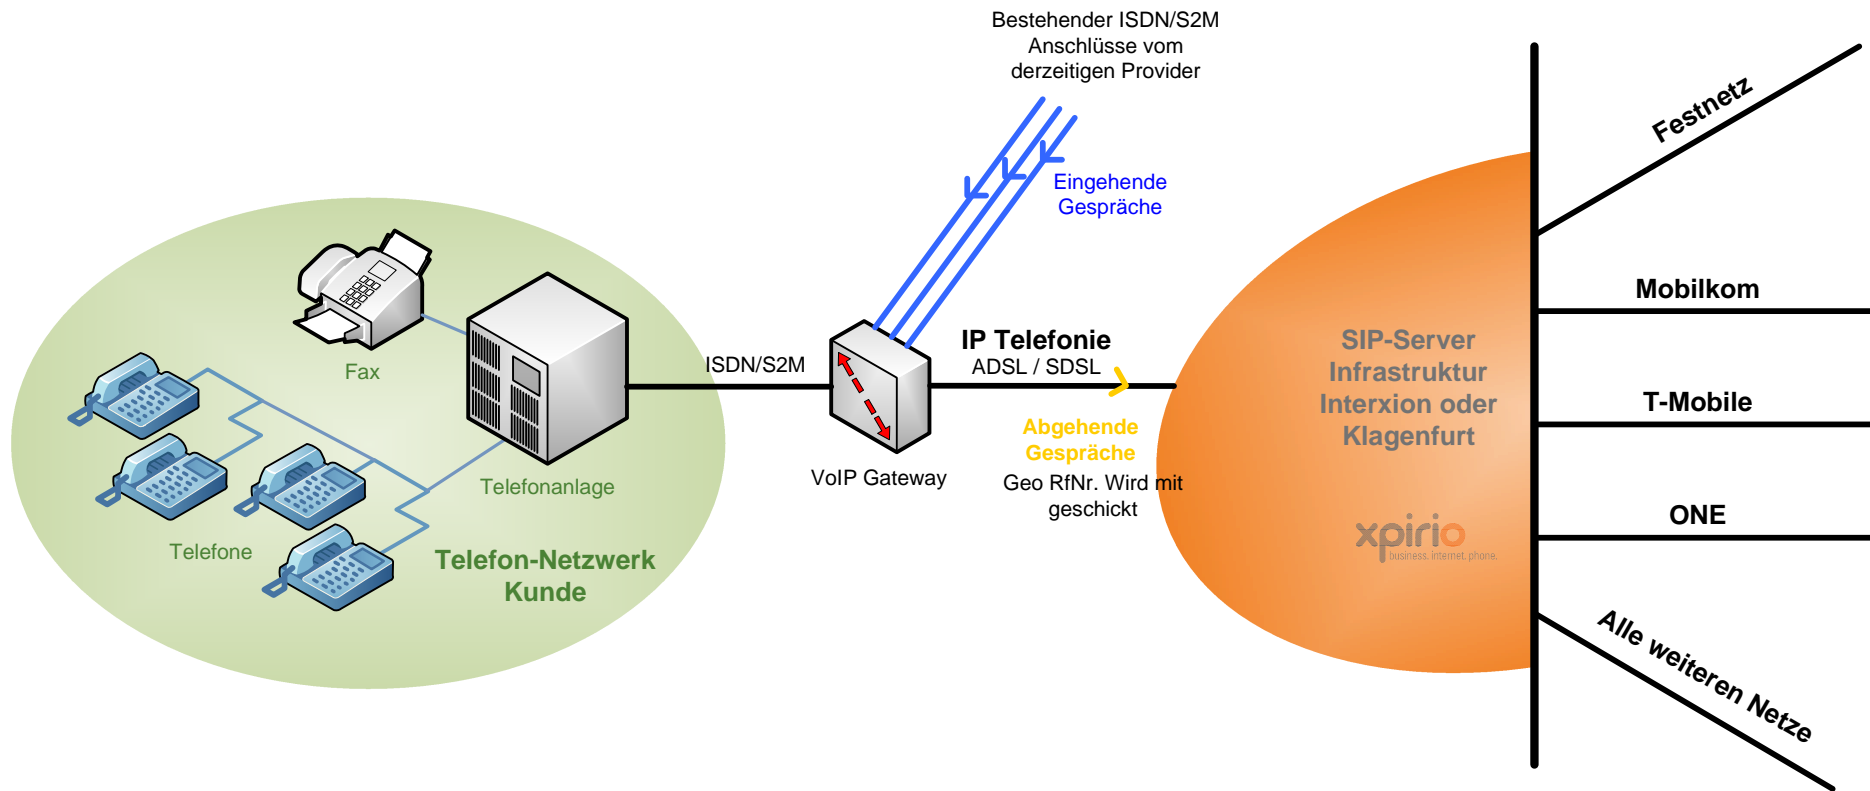 Bestehender ISDN/S2M
Anschlüsse vom
derzeitigen Provider
Eingehende
Gespräche
Festnetz
Mobilkom
T-Mobile
ONE
Alle weiteren Netze
SIP-Server
Infrastruktur
Interxion oder
Klagenfurt
xpirio
business. internet. phone.
IP Telefonie
ADSL / SDSL
Abgehende
Gespräche
Geo RfNr. Wird mit
geschickt
ISDN/S2M
VoIP Gateway
Fax
Telefonanlage
Telefone
Telefon-Netzwerk
Kunde